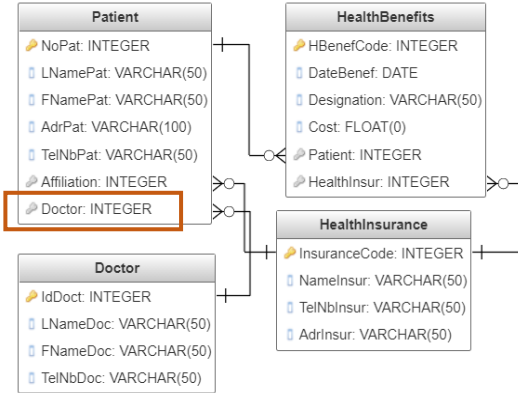 Patient
NoPat: INTEGER
LNamePat: VARCHAR(50)
FNamePat: VARCHAR(50)
AdrPat: VARCHAR(100)
TelNbPat: VARCHAR(50)
Affiliation: INTEGER
Doctor: INTEGER
HealthBenefits
HBenefCode: INTEGER
DateBenef: DATE
Designation: VARCHAR(50)
Cost: FLOAT(0)
Patient: INTEGER
HealthInsur: INTEGER
Doctor
IdDoct: INTEGER
LNameDoc: VARCHAR(50)
FNameDoc: VARCHAR(50)
TelNbDoc: VARCHAR(50)
HealthInsurance
InsuranceCode: INTEGER
NameInsur: VARCHAR(50)
TelNbInsur: VARCHAR(50)
AdrInsur: VARCHAR(50)